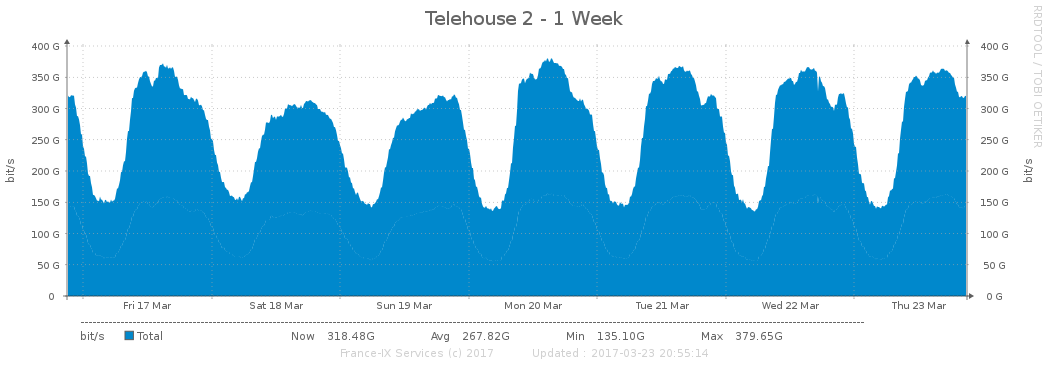 Telehouse 2 - 1 Week
RRDTOOL / TOBI OETIKER
400 G 400 G
350 G 350 G
300 G 300 G
250 G 250 G
bit/s 200 G 200 G bit/s
150 G 150 G
100 G 100 G
50 G 50 G
0 0 G
Fri 17 Mar Sat 18 Mar Sun 19 Mar Mon 20 Mar Tue 21 Mar Wed 22 Mar Thu 23 Mar
bit/s Total Now 318.48G Avg 267.82G Min 135.10G Max 379.65G
France-IX Services (c) 2017 Updated : 2017-03-23 20:55:14